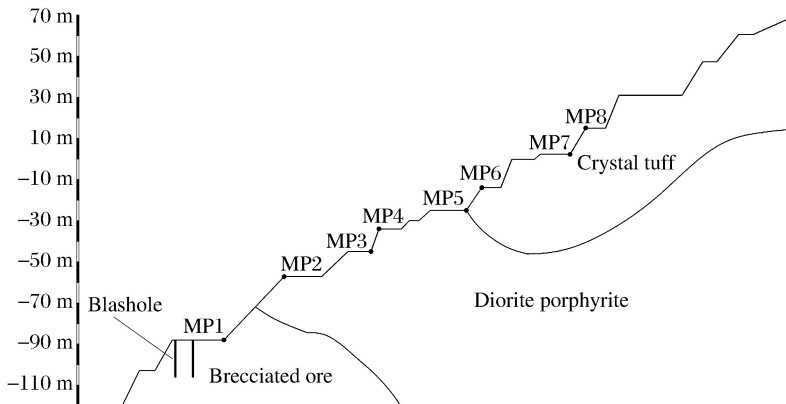 70 m
50 m
30 m
10 m
−10 m
−30 m
−50 m
−70 m
−90 m
−110 m
MP8
MP7
Crystal tuff
MP6
MP5
MP4
MP3
MP2
Diorite porphyrite
Blashole
MP1
Brecciated ore